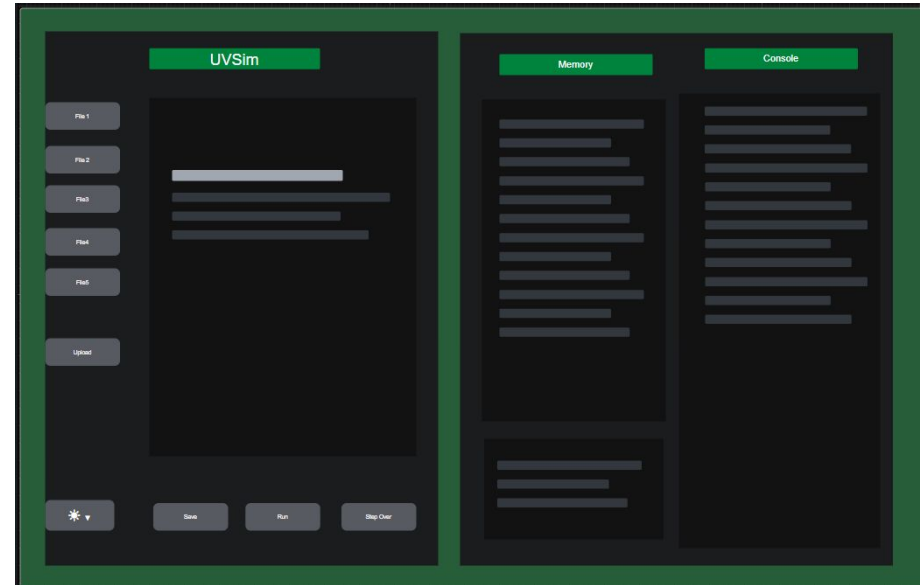 UVSim
File 1
File 2
File3
File4
File5
Upload
Save
Run
Step Over
Memory
Console